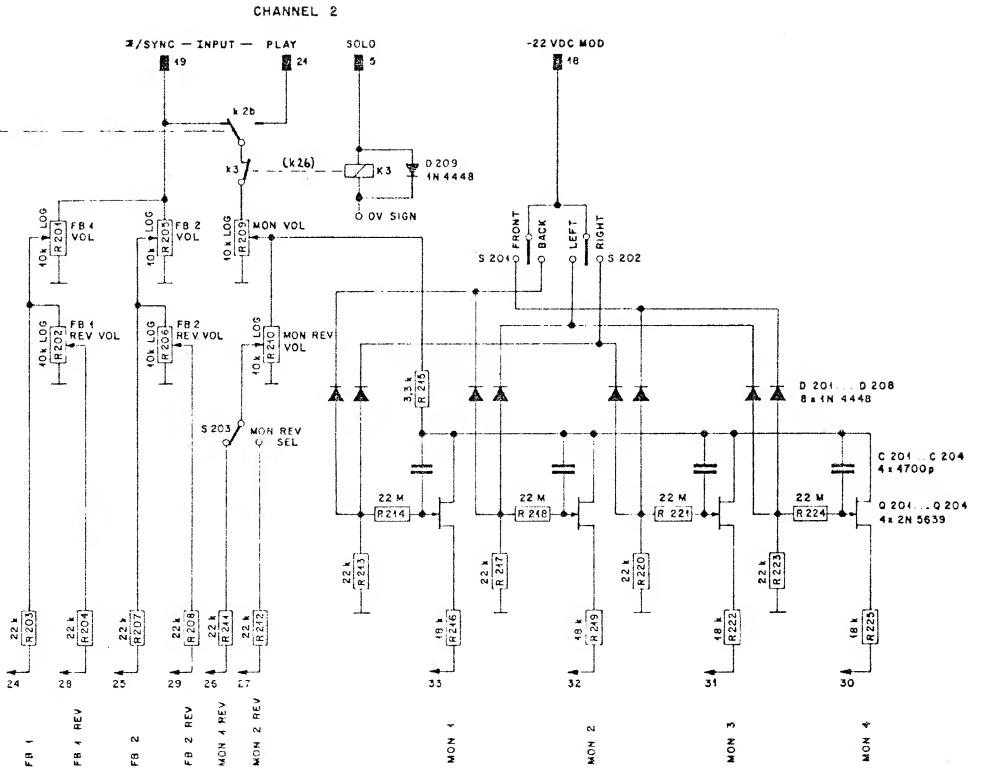 CHANNEL 2
/SYNC — INPUT — PLAY
SOLO
-22 VDC MOD
19
21
5
18
k 2b
k3
(k26)
K3
D 209
1N 4448
0V SIGN
10k LOG
R 201
FB 1
VOL
10k LOG
R 205
FB 2
VOL
10k LOG
R 209
MON VOL
S 201
FRONT
BACK
LEFT
RIGHT
S 202
10k LOG
R 202
FB 1
REV VOL
10k LOG
R 206
FB 2
REV VOL
10k LOG
R 210
MON REV
VOL
3,3 k
R 215
D 201 ... D 208
8 x 1N 4448
S 203
MON REV
SEL
C 201 .. C 204
4 x 4700p
22 M
R 214
22 M
R 218
22 M
R 221
22 M
R 224
Q 201 ... Q 204
4x 2N 5639
22 k
R 213
22 k
R 217
22 k
R 220
22 k
R 223
22 k
R 203
22 k
R 204
22 k
R 207
22 k
R 208
22 k
R 211
22 k
R 212
18 k
R 216
18 k
R 219
18 k
R 222
18 k
R 225
24
28
25
29
26
27
33
32
31
30
FB 1
FB 1 REV
FB 2
FB 2 REV
MON 1 REV
MON 2 REV
MON 1
MON 2
MON 3
MON 4